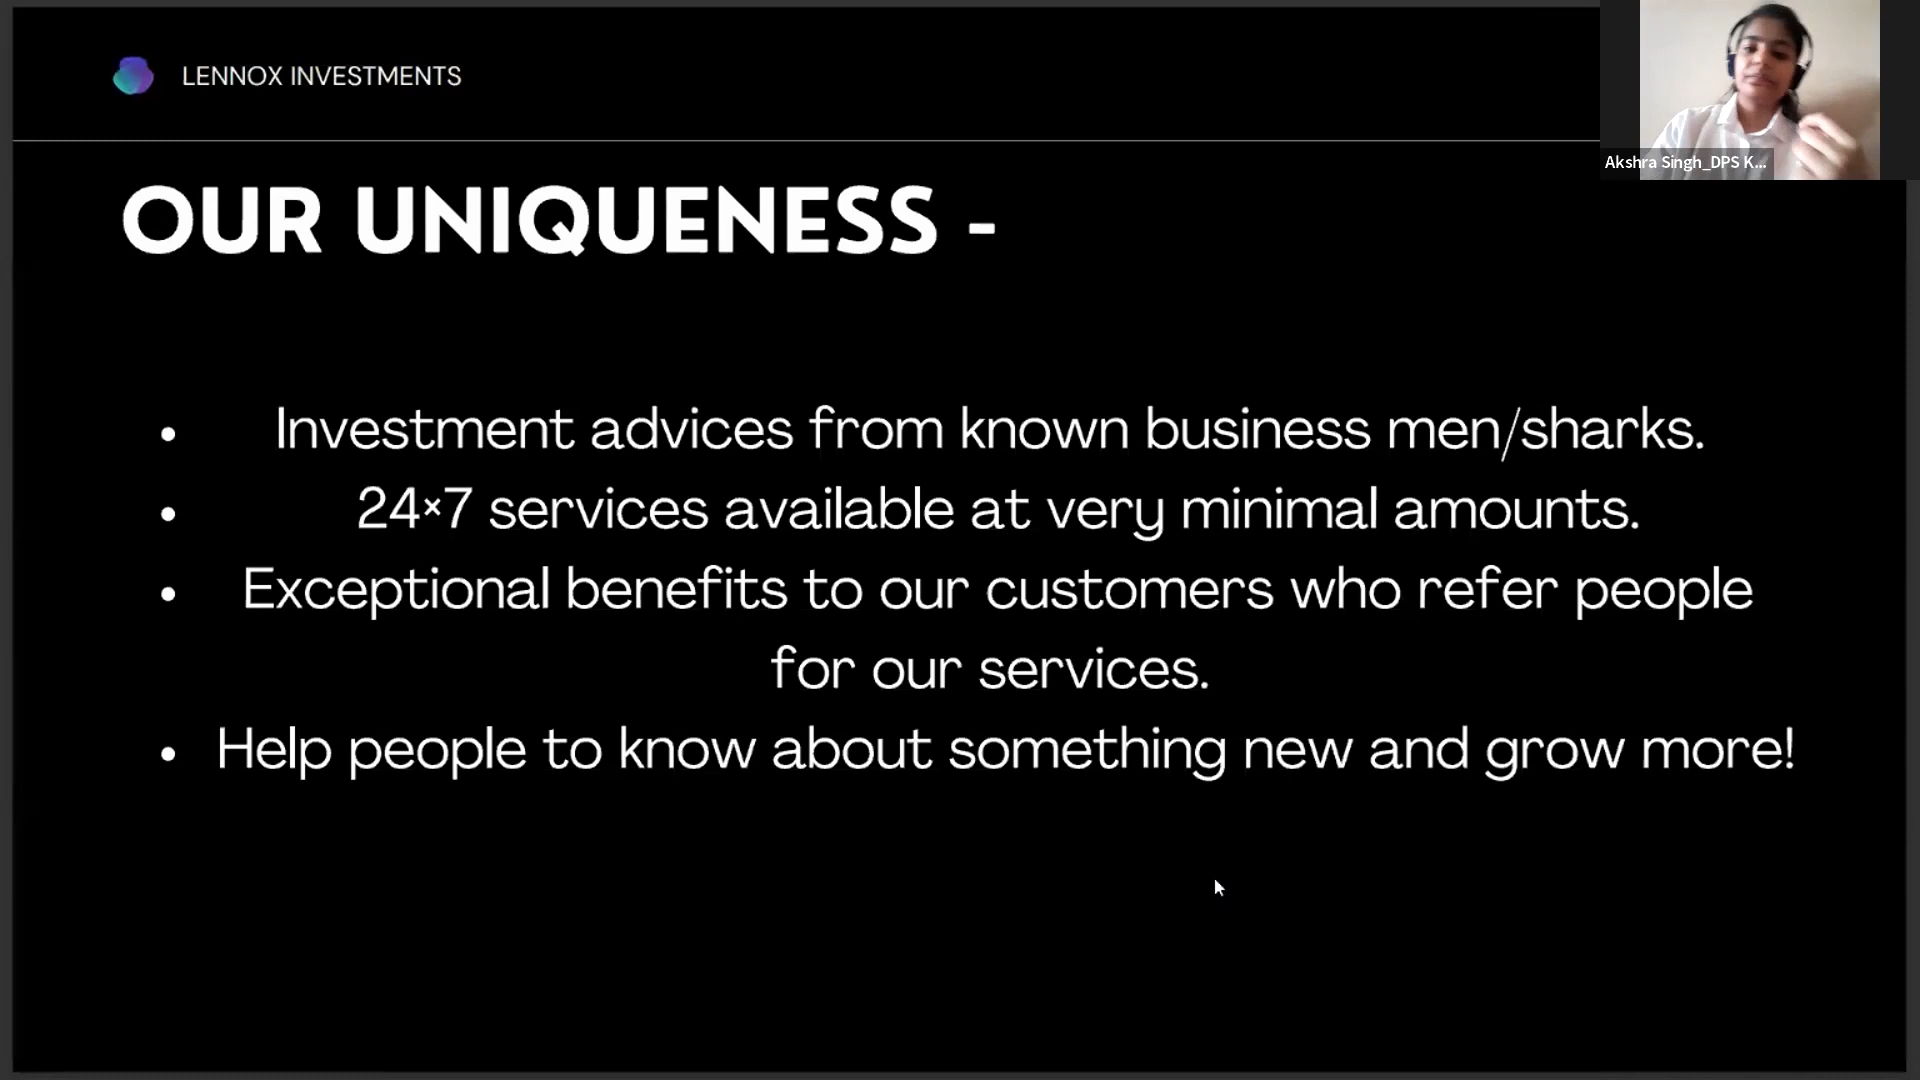 LENNOX INVESTMENTS
Akshra Singh_DPS K...
OUR UNIQUENESS -
• Investment advices from known business men/sharks.
• 24×7 services available at very minimal amounts.
• Exceptional benefits to our customers who refer people
for our services.
• Help people to know about something new and grow more!